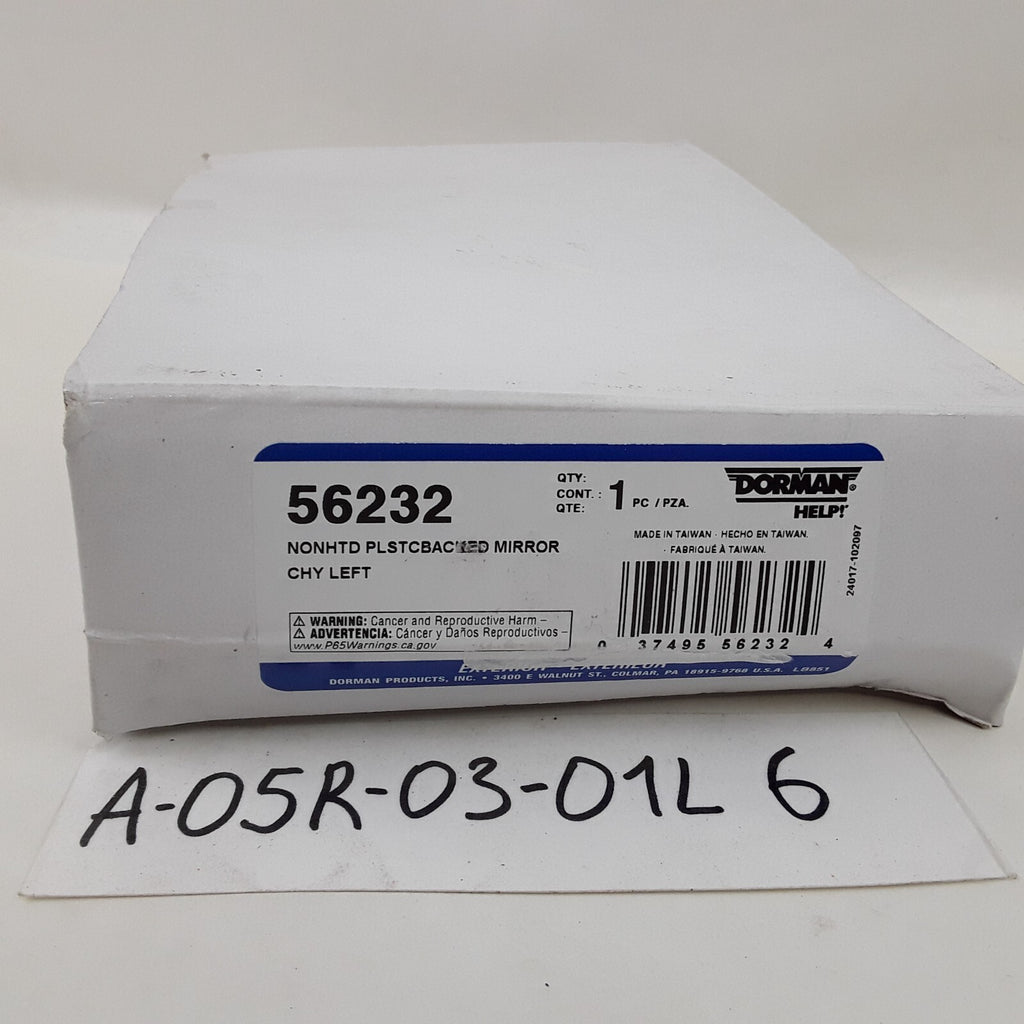 56232
QTY:
CONT. : 1 PC / PZA.
QTE:
DORMAN®
HELP!®
NONHTD PLSTCBACKED MIRROR
CHY LEFT
MADE IN TAIWAN · HECHO EN TAIWAN.
· FABRIQUÉ À TAIWAN.
24017-102097
⚠ WARNING: Cancer and Reproductive Harm –
⚠ ADVERTENCIA: Cáncer y Daños Reproductivos –
www.P65Warnings.ca.gov
0 37495 56232 4
DORMAN PRODUCTS, INC. • 3400 E WALNUT ST., COLMAR, PA 18915-9768 U.S.A. LB851
A-05R-03-01L 6